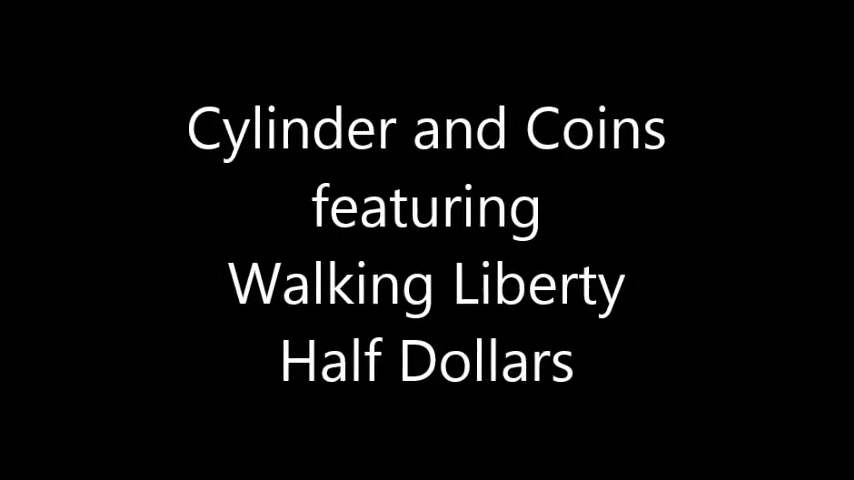 Cylinder and Coins
featuring
Walking Liberty
Half Dollars